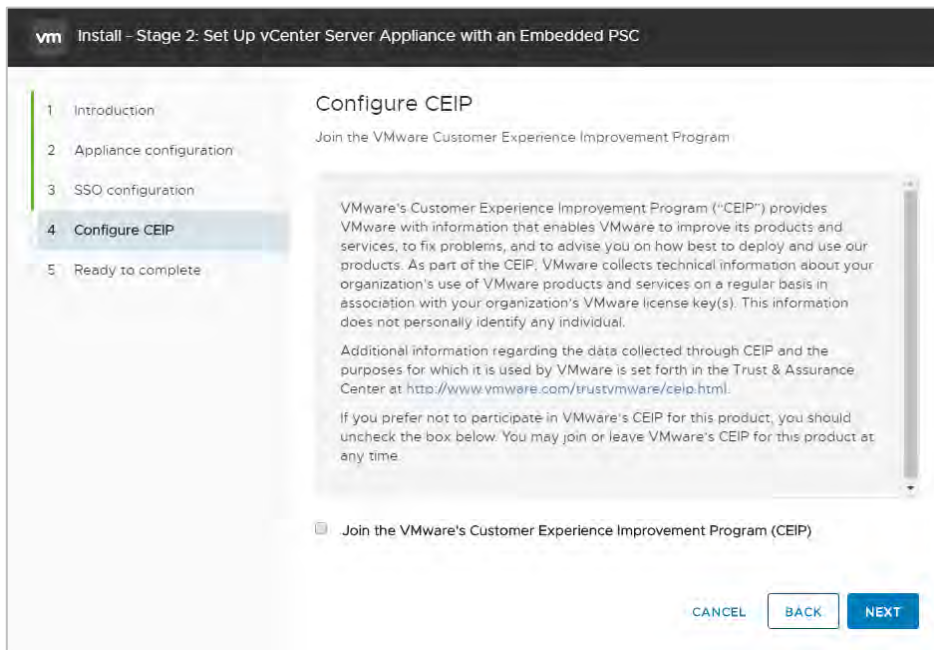 vm Install - Stage 2: Set Up vCenter Server Appliance with an Embedded PSC
1 Introduction
2 Appliance configuration
3 SSO configuration
4 Configure CEIP
5 Ready to complete
Configure CEIP
Join the VMware Customer Experience Improvement Program
VMware's Customer Experience Improvement Program ("CEIP") provides
VMware with information that enables VMware to improve its products and
services, to fix problems, and to advise you on how best to deploy and use our
products. As part of the CEIP, VMware collects technical information about your
organization's use of VMware products and services on a regular basis in
association with your organization's VMware license key(s). This information
does not personally identify any individual.
Additional information regarding the data collected through CEIP and the
purposes for which it is used by VMware is set forth in the Trust & Assurance
Center at http://www.vmware.com/trustvmware/ceip.html.
If you prefer not to participate in VMware's CEIP for this product, you should
uncheck the box below. You may join or leave VMware's CEIP for this product at
any time.
Join the VMware's Customer Experience Improvement Program (CEIP)
CANCEL BACK NEXT